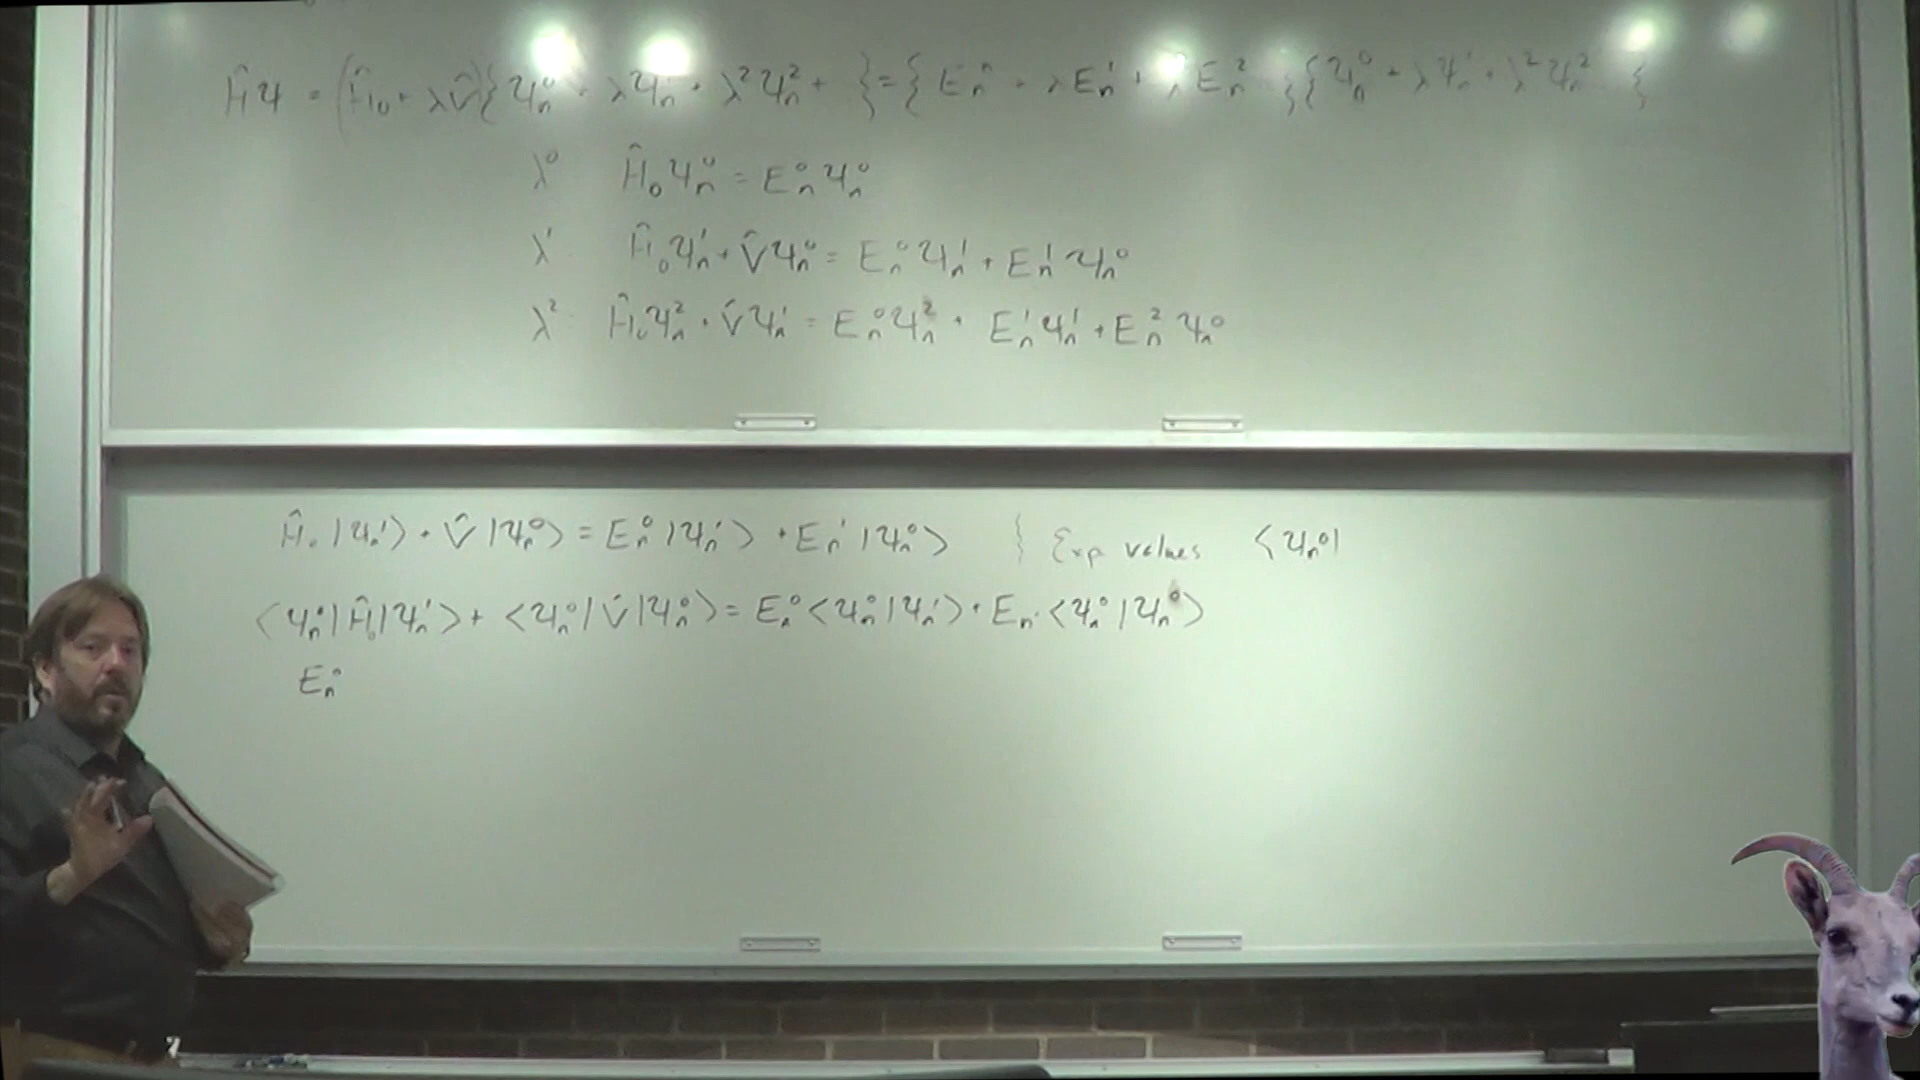 ĤΨ = (Ĥ₀ + λV̂){Ψₙ⁰ + λΨₙ¹ + λ²Ψₙ² + } = {Eₙ⁰ + λEₙ¹ + λ²Eₙ² }{Ψₙ⁰ + λΨₙ¹ + λ²Ψₙ² }
λ⁰ Ĥ₀Ψₙ⁰ = Eₙ⁰Ψₙ⁰
λ¹ Ĥ₀Ψₙ¹ + V̂Ψₙ⁰ = Eₙ⁰Ψₙ¹ + Eₙ¹Ψₙ⁰
λ² Ĥ₀Ψₙ² + V̂Ψₙ¹ = Eₙ⁰Ψₙ² + Eₙ¹Ψₙ¹ + Eₙ²Ψₙ⁰
Ĥ₀|Ψₙ¹⟩ + V̂|Ψₙ⁰⟩ = Eₙ⁰|Ψₙ¹⟩ + Eₙ¹|Ψₙ⁰⟩ } Exp values ⟨Ψₙ⁰|
⟨Ψₙ⁰|Ĥ₀|Ψₙ¹⟩ + ⟨Ψₙ⁰|V̂|Ψₙ⁰⟩ = Eₙ⁰⟨Ψₙ⁰|Ψₙ¹⟩ + Eₙ¹⟨Ψₙ⁰|Ψₙ⁰⟩
Eₙ⁰